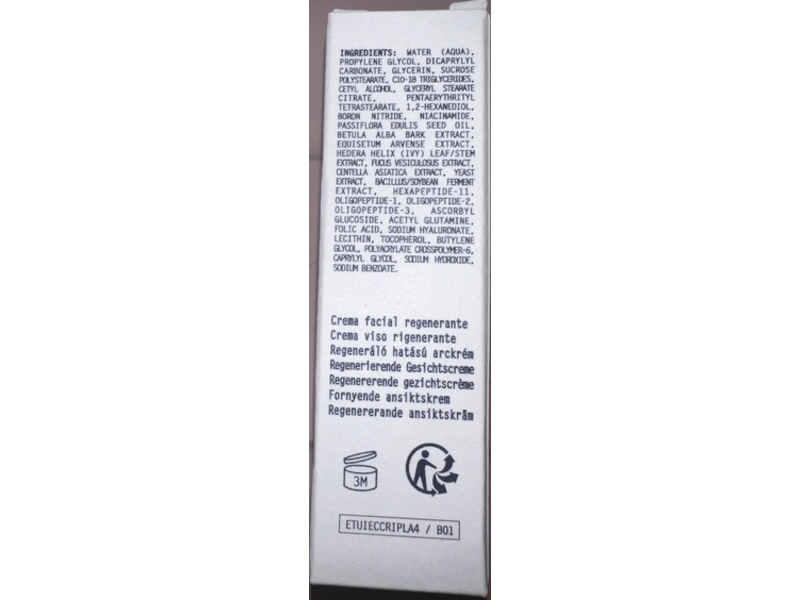 INGREDIENTS: WATER (AQUA),
PROPYLENE GLYCOL, DICAPRYLYL
CARBONATE, GLYCERIN, SUCROSE
POLYSTEARATE, C10-18 TRIGLYCERIDES,
CETYL ALCOHOL, GLYCERYL STEARATE
CITRATE, PENTAERYTHRITYL
TETRASTEARATE, 1,2-HEXANEDIOL,
BORON NITRIDE, NIACINAMIDE,
PASSIFLORA EDULIS SEED OIL,
BETULA ALBA BARK EXTRACT,
EQUISETUM ARVENSE EXTRACT,
HEDERA HELIX (IVY) LEAF/STEM
EXTRACT, FUCUS VESICULOSUS EXTRACT,
CENTELLA ASIATICA EXTRACT, YEAST
EXTRACT, BACILLUS/SOYBEAN FERMENT
EXTRACT, HEXAPEPTIDE-11,
OLIGOPEPTIDE-1, OLIGOPEPTIDE-2,
OLIGOPEPTIDE-3, ASCORBYL
GLUCOSIDE, ACETYL GLUTAMINE,
FOLIC ACID, SODIUM HYALURONATE,
LECITHIN, TOCOPHEROL, BUTYLENE
GLYCOL, POLYACRYLATE CROSSPOLYMER-6,
CAPRYLYL GLYCOL, SODIUM HYDROXIDE,
SODIUM BENZOATE.
Crema facial regenerante
Crema viso rigenerante
Regeneráló hatású arckrém
Regenerierende Gesichtscreme
Regenererende gezichtscrème
Fornyende ansiktskrem
Regenererande ansiktskräm
3M
ETUIECCRIPLA4 / B01